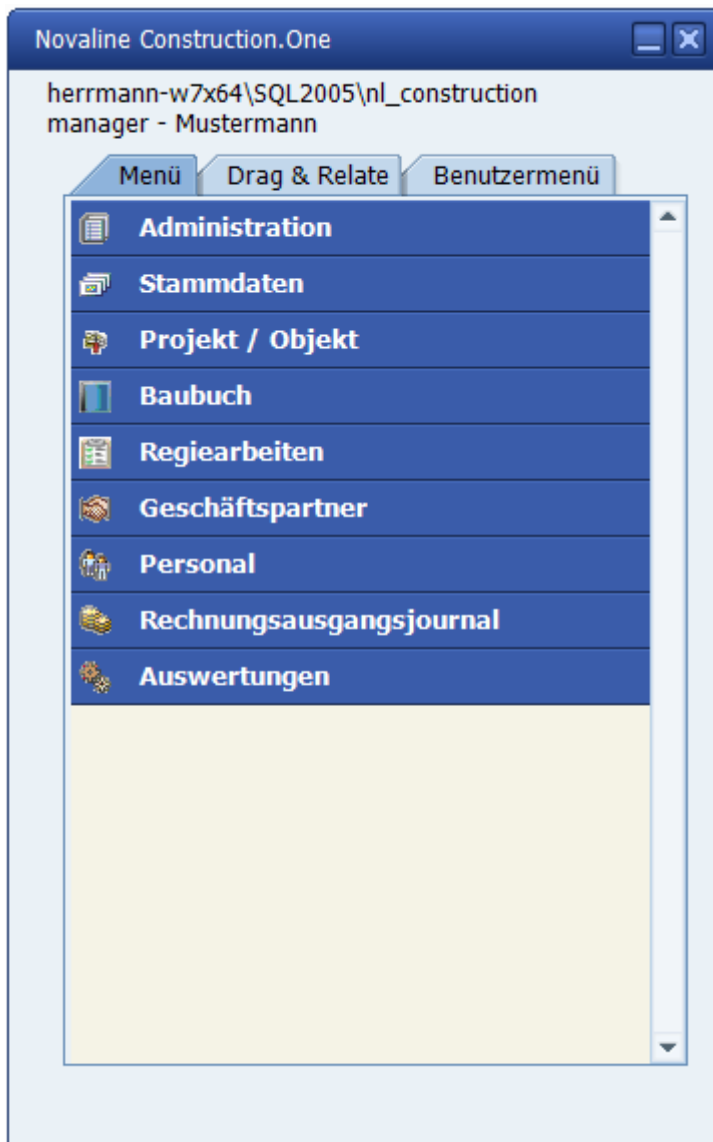 Novaline Construction.One
herrmann-w7x64\SQL2005\nl_construction
manager - Mustermann
Menü Drag & Relate Benutzermenü
Administration
Stammdaten
Projekt / Objekt
Baubuch
Regiearbeiten
Geschäftspartner
Personal
Rechnungsausgangsjournal
Auswertungen